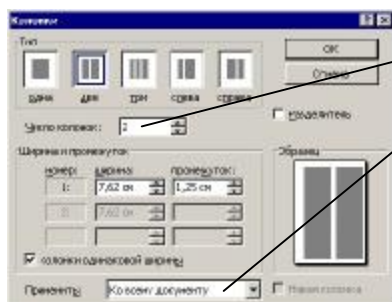 Колонки
Тип
ОК
Отмена
одна две три слева справа
Число колонок: 2
Разделитель
Ширина и промежуток
Образец
номер: ширина: промежуток:
1: 7,62 см 1,25 см
2: 7,62 см
колонки одинаковой ширины
Применить: Ко всему документу
Новая колонка